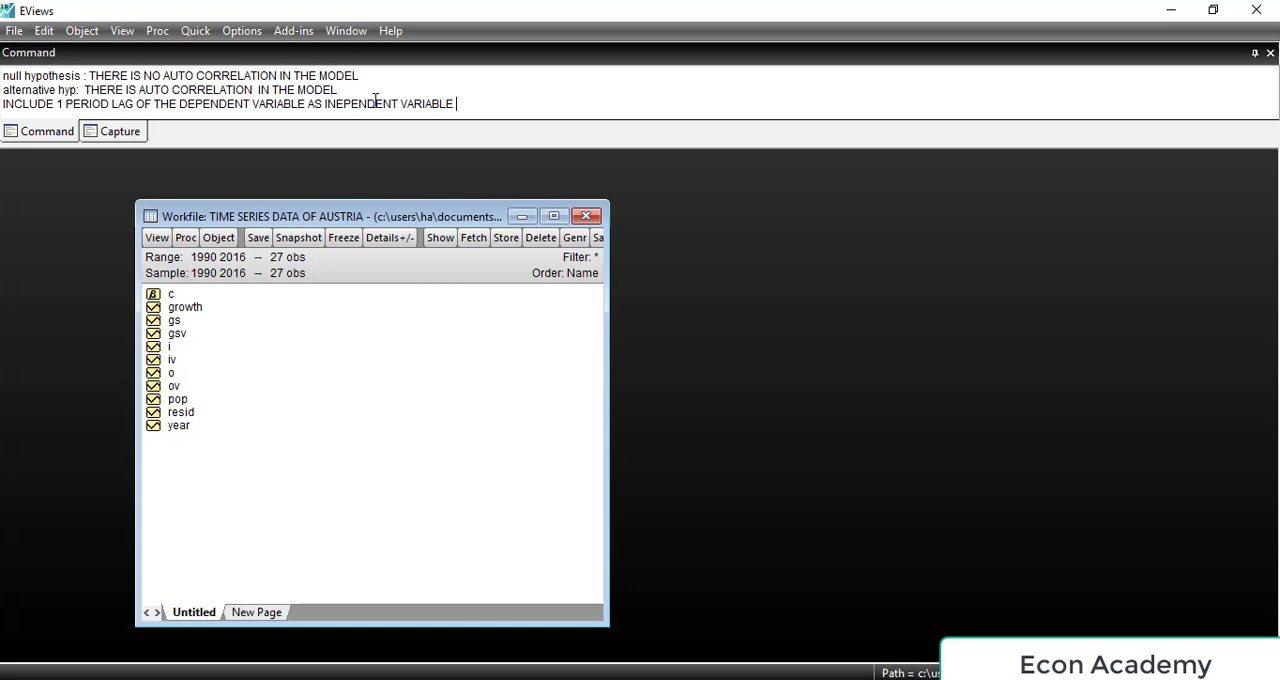 EViews
File Edit Object View Proc Quick Options Add-ins Window Help
Command
null hypothesis : THERE IS NO AUTO CORRELATION IN THE MODEL
alternative hyp: THERE IS AUTO CORRELATION IN THE MODEL
INCLUDE 1 PERIOD LAG OF THE DEPENDENT VARIABLE AS INEPENDENT VARIABLE
Command Capture
Workfile: TIME SERIES DATA OF AUSTRIA - (c:\users\ha\documents...
View Proc Object Save Snapshot Freeze Details+/- Show Fetch Store Delete Genr Sa
Range: 1990 2016 -- 27 obs Filter: *
Sample: 1990 2016 -- 27 obs Order: Name
c
growth
gs
gsv
i
iv
o
ov
pop
resid
year
< > Untitled New Page
Path = c:\us
Econ Academy